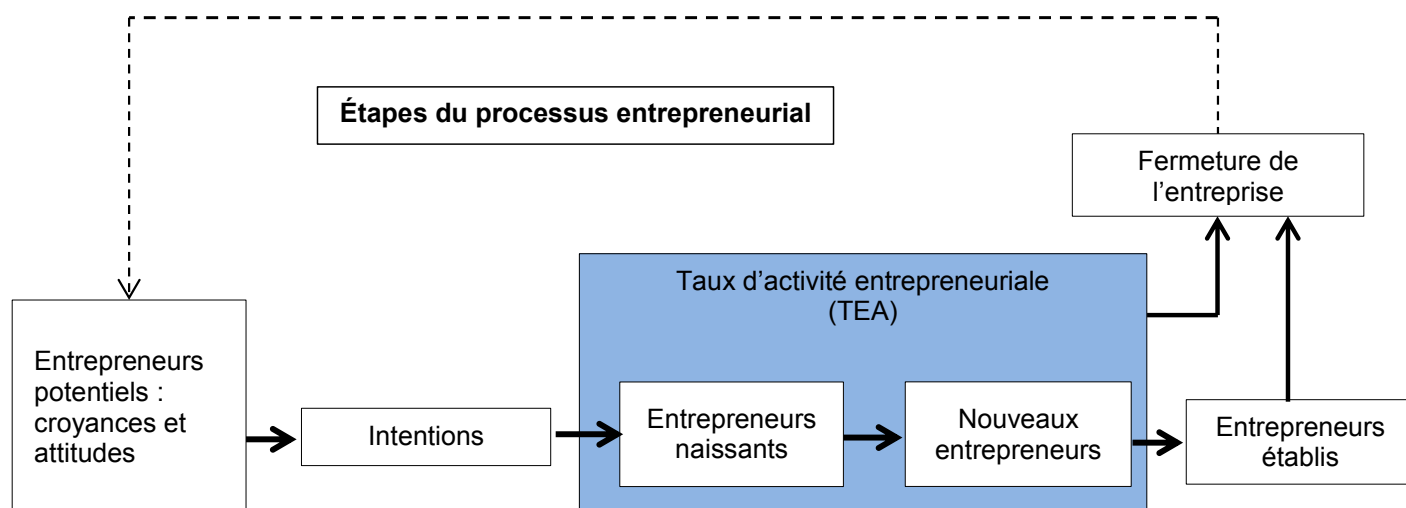 Étapes du processus entrepreneurial
Fermeture de
l’entreprise
Taux d’activité entrepreneuriale
(TEA)
Entrepreneurs
potentiels :
croyances et
attitudes
Intentions
Entrepreneurs
naissants
Nouveaux
entrepreneurs
Entrepreneurs
établis